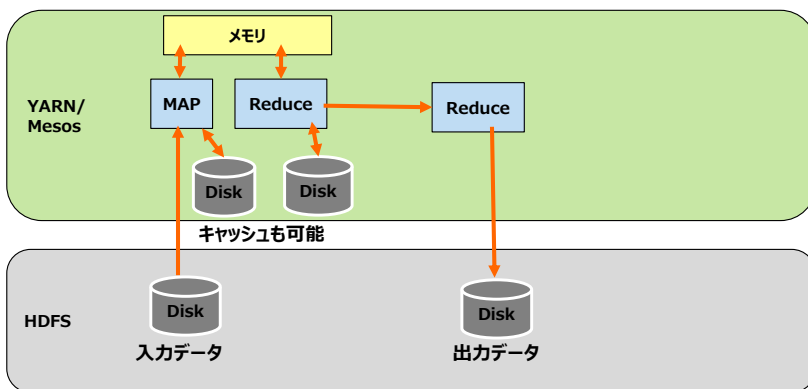 メモリ
YARN/
Mesos
MAP
Reduce
Reduce
Disk
Disk
キャッシュも可能
HDFS
Disk
Disk
入力データ
出力データ